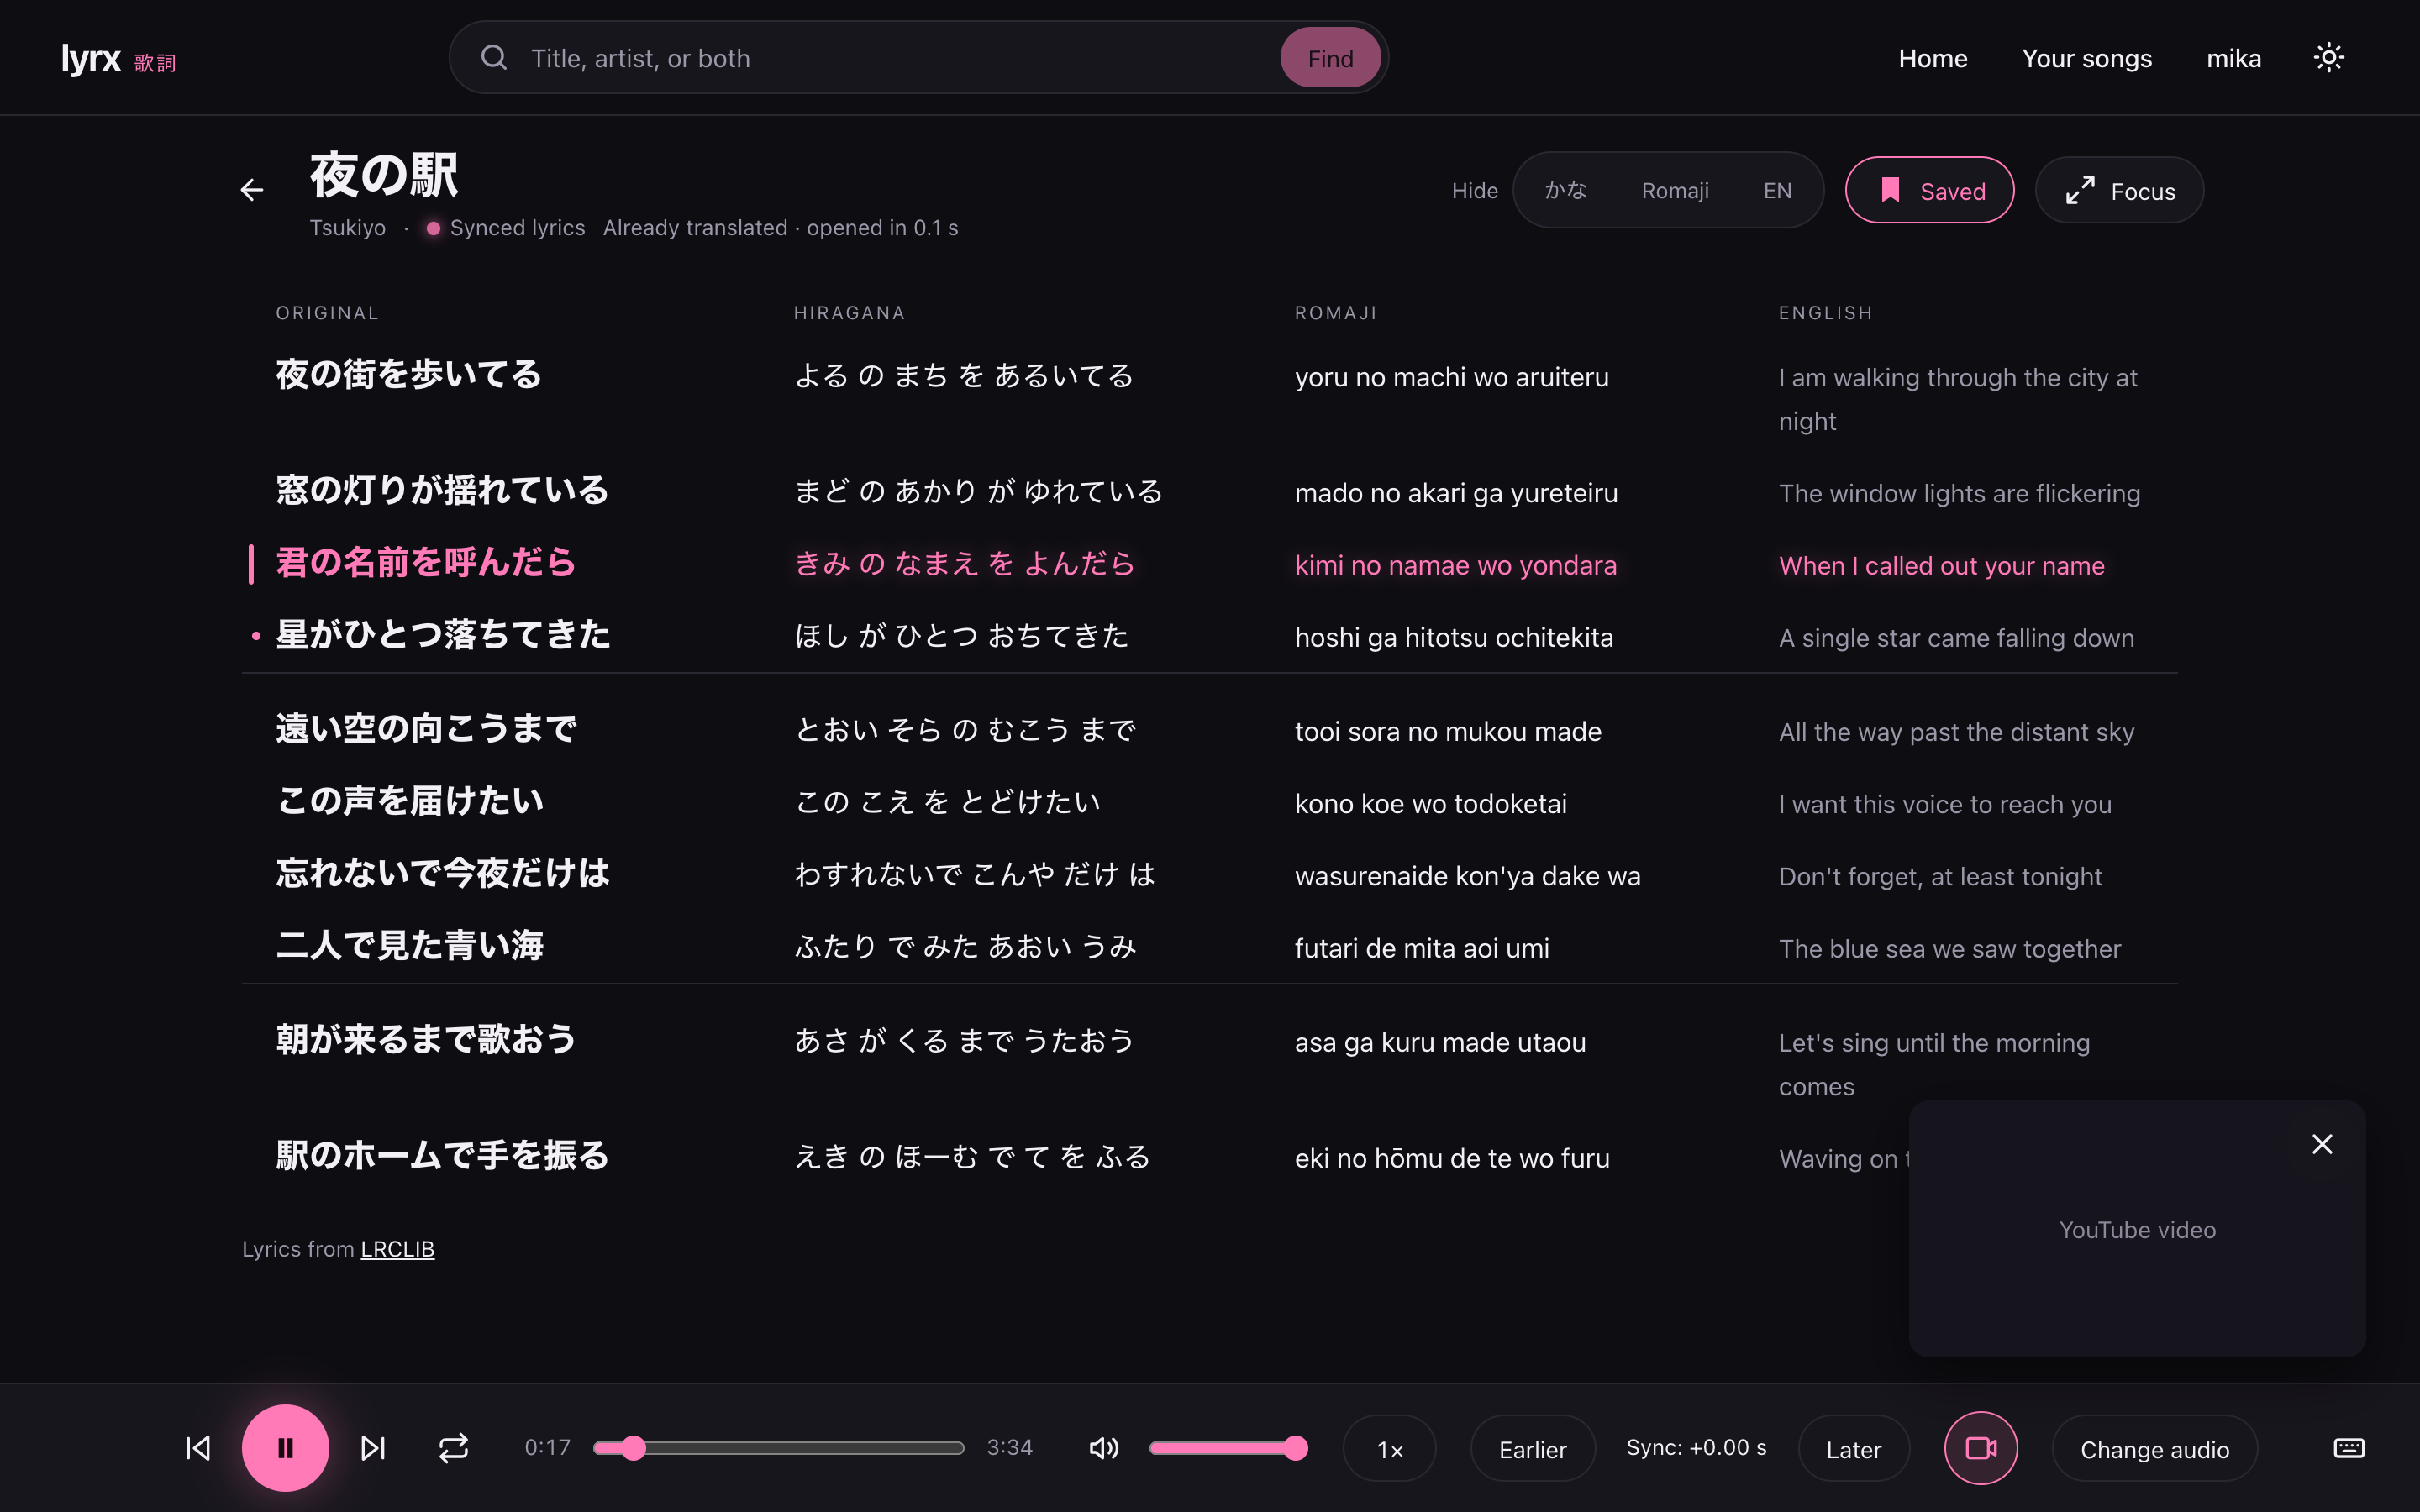 lyrx 歌詞
Title, artist, or both
Find
Home
Your songs
mika
夜の駅
Tsukiyo · Synced lyrics Already translated · opened in 0.1 s
Hide
かな
Romaji
EN
Saved
Focus
ORIGINAL HIRAGANA ROMAJI ENGLISH
夜の街を歩いてる よる の まち を あるいてる yoru no machi wo aruiteru I am walking through the city at
night
窓の灯りが揺れている まど の あかり が ゆれている mado no akari ga yureteiru The window lights are flickering
君の名前を呼んだら きみ の なまえ を よんだら kimi no namae wo yondara When I called out your name
星がひとつ落ちてきた ほし が ひとつ おちてきた hoshi ga hitotsu ochitekita A single star came falling down
遠い空の向こうまで とおい そら の むこう まで tooi sora no mukou made All the way past the distant sky
この声を届けたい この こえ を とどけたい kono koe wo todoketai I want this voice to reach you
忘れないで今夜だけは わすれないで こんや だけ は wasurenaide kon'ya dake wa Don't forget, at least tonight
二人で見た青い海 ふたり で みた あおい うみ futari de mita aoi umi The blue sea we saw together
朝が来るまで歌おう あさ が くる まで うたおう asa ga kuru made utaou Let's sing until the morning
comes
駅のホームで手を振る えき の ほーむ で て を ふる eki no hōmu de te wo furu Waving on
YouTube video
Lyrics from LRCLIB
0:17
3:34
1×
Earlier
Sync: +0.00 s
Later
Change audio